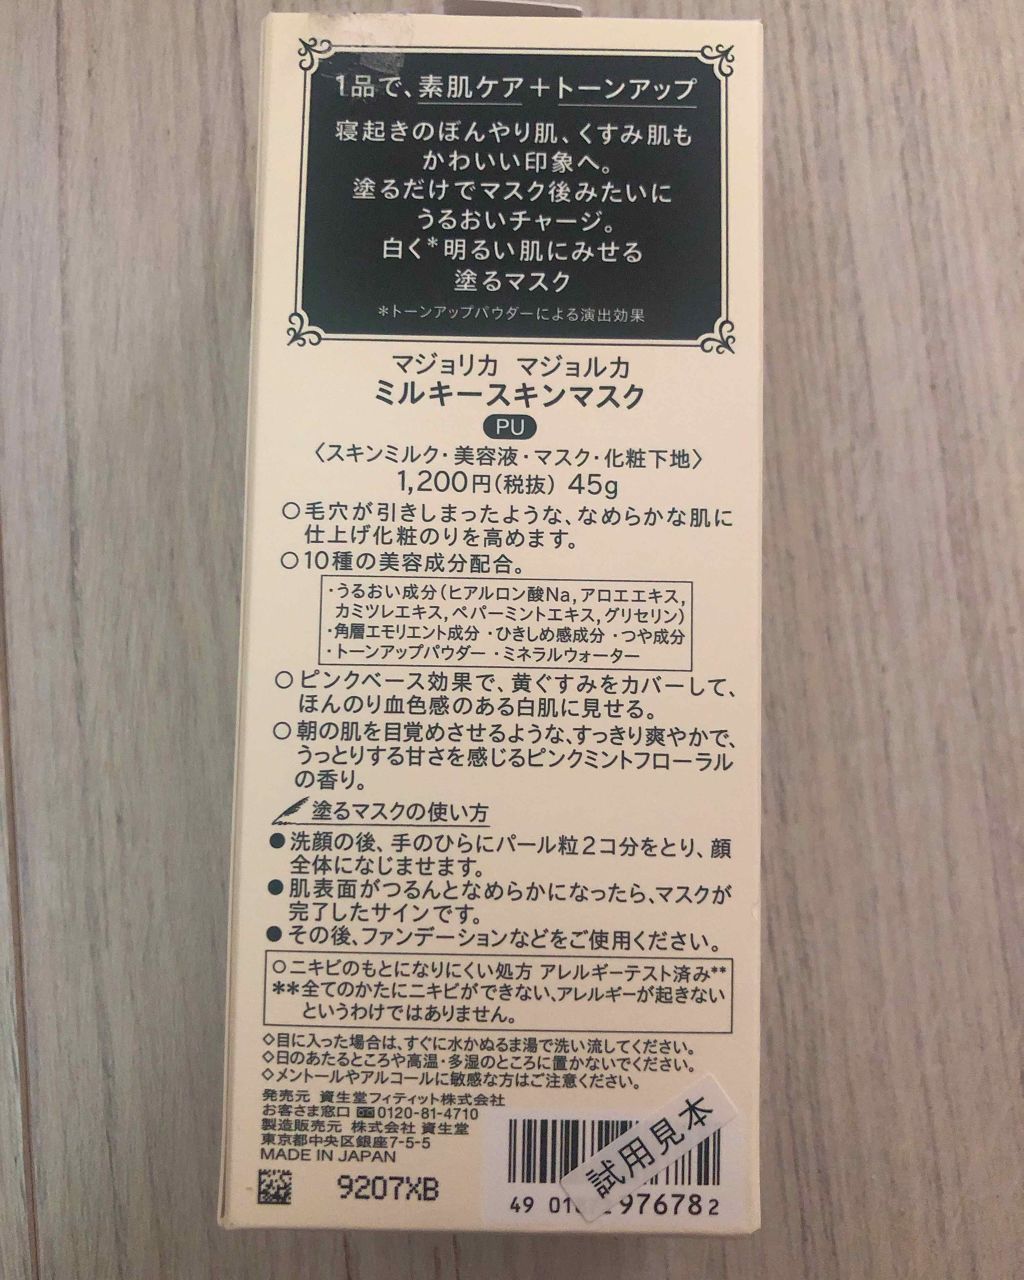 1品で、素肌ケア＋トーンアップ
寝起きのぼんやり肌、くすみ肌も
かわいい印象へ。
塗るだけでマスク後みたいに
うるおいチャージ。
白く*明るい肌にみせる
塗るマスク
*トーンアップパウダーによる演出効果
マジョリカ マジョルカ
ミルキースキンマスク
PU
〈スキンミルク・美容液・マスク・化粧下地〉
1,200円(税抜) 45g
○毛穴が引きしまったような、なめらかな肌に
仕上げ化粧のりを高めます。
○10種の美容成分配合。
・うるおい成分(ヒアルロン酸Na,アロエエキス,
カミツレエキス,ペパーミントエキス,グリセリン)
・角層エモリエント成分 ・ひきしめ感成分 ・つや成分
・トーンアップパウダー ・ミネラルウォーター
○ピンクベース効果で、黄ぐすみをカバーして、
ほんのり血色感のある白肌に見せる。
○朝の肌を目覚めさせるような、すっきり爽やかで、
うっとりする甘さを感じるピンクミントフローラル
の香り。
塗るマスクの使い方
●洗顔の後、手のひらにパール粒2コ分をとり、顔
全体になじませます。
●肌表面がつるんとなめらかになったら、マスクが
完了したサインです。
●その後、ファンデーションなどをご使用ください。
○ニキビのもとになりにくい処方 アレルギーテスト済み**
**全てのかたにニキビができない、アレルギーが起きない
というわけではありません。
◇目に入った場合は、すぐに水かぬるま湯で洗い流してください。
◇日のあたるところや高温・多湿のところに置かないでください。
◇メントールやアルコールに敏感な方はご注意ください。
発売元 資生堂フィティット株式会社
お客さま窓口 0120-81-4710
製造販売元 株式会社 資生堂
東京都中央区銀座7-5-5
MADE IN JAPAN
9207XB
試用見本
49 01 976782